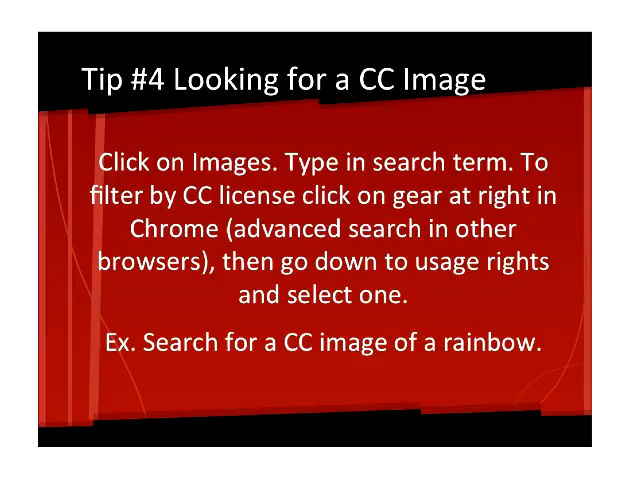 Tip #4 Looking for a CC Image
Click on Images. Type in search term. To
filter by CC license click on gear at right in
Chrome (advanced search in other
browsers), then go down to usage rights
and select one.
Ex. Search for a CC image of a rainbow.